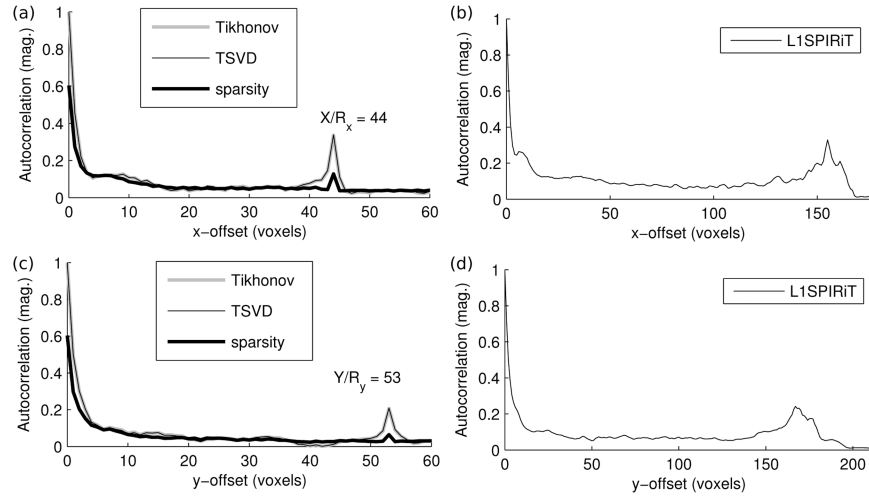 (a)
Autocorrelation (mag.)
1
0.8
0.6
0.4
0.2
0
Tikhonov
TSVD
sparsity
X/Rx = 44
0 10 20 30 40 50 60
x−offset (voxels)
(b)
Autocorrelation (mag.)
1
0.8
0.6
0.4
0.2
0
L1SPIRiT
0 50 100 150
x−offset (voxels)
(c)
Autocorrelation (mag.)
1
0.8
0.6
0.4
0.2
0
Tikhonov
TSVD
sparsity
Y/Ry = 53
0 10 20 30 40 50 60
y−offset (voxels)
(d)
Autocorrelation (mag.)
1
0.8
0.6
0.4
0.2
0
L1SPIRiT
0 50 100 150 200
y−offset (voxels)